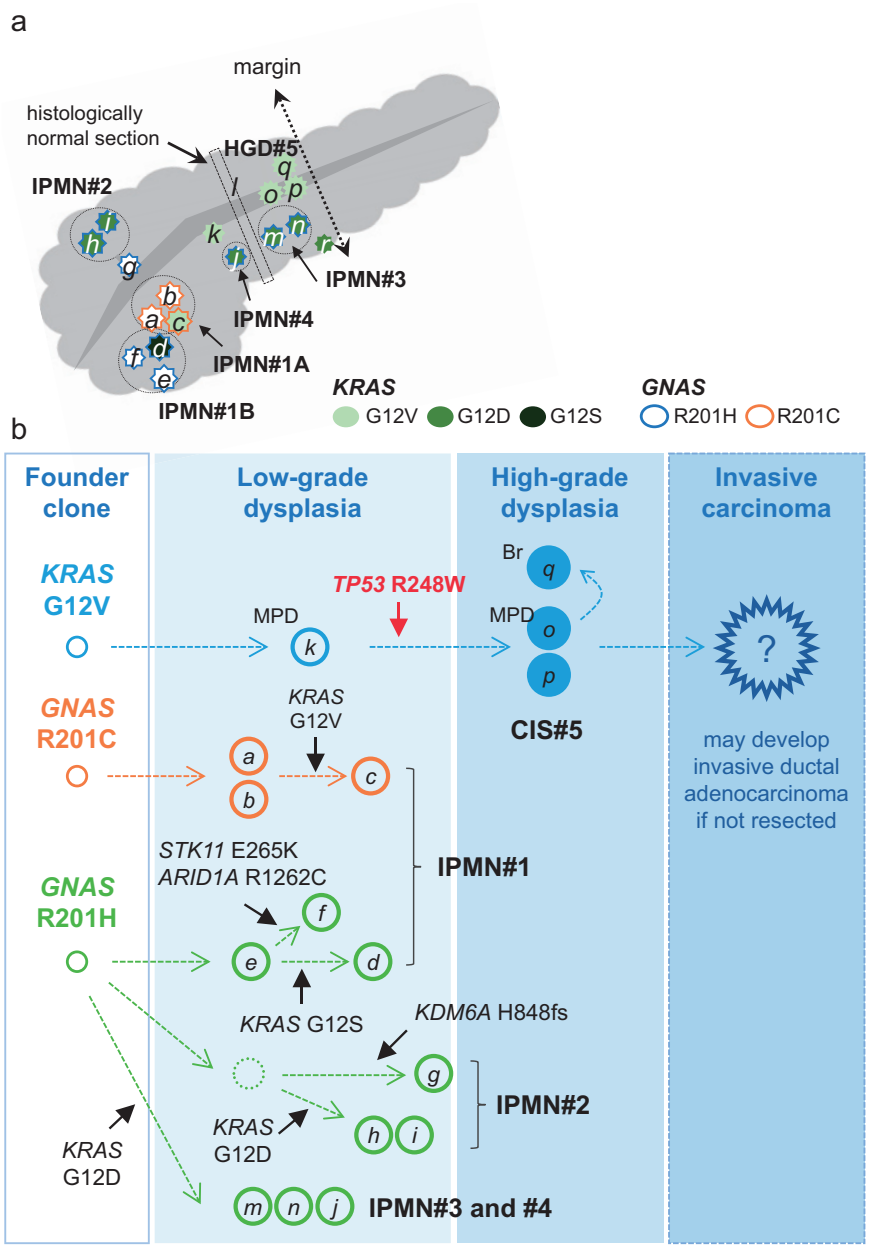 a
margin
histologically
normal section
HGD#5
IPMN#2
q
l
o
p
i
h
k
n
m
r
j
g
IPMN#3
b
IPMN#4
a
c
d
f
IPMN#1A
e
IPMN#1B
KRAS
GNAS
G12V
G12D
G12S
R201H
R201C
b
Founder
clone
Low-grade
dysplasia
High-grade
dysplasia
Invasive
carcinoma
KRAS
G12V
TP53 R248W
Br
q
MPD
k
MPD
o
p
?
CIS#5
may develop
invasive ductal
adenocarcinoma
if not resected
GNAS
R201C
KRAS
G12V
a
b
c
IPMN#1
STK11 E265K
ARID1A R1262C
GNAS
R201H
f
e
d
KRAS G12S
KDM6A H848fs
g
IPMN#2
KRAS
G12D
h
i
KRAS
G12D
m
n
j
IPMN#3 and #4